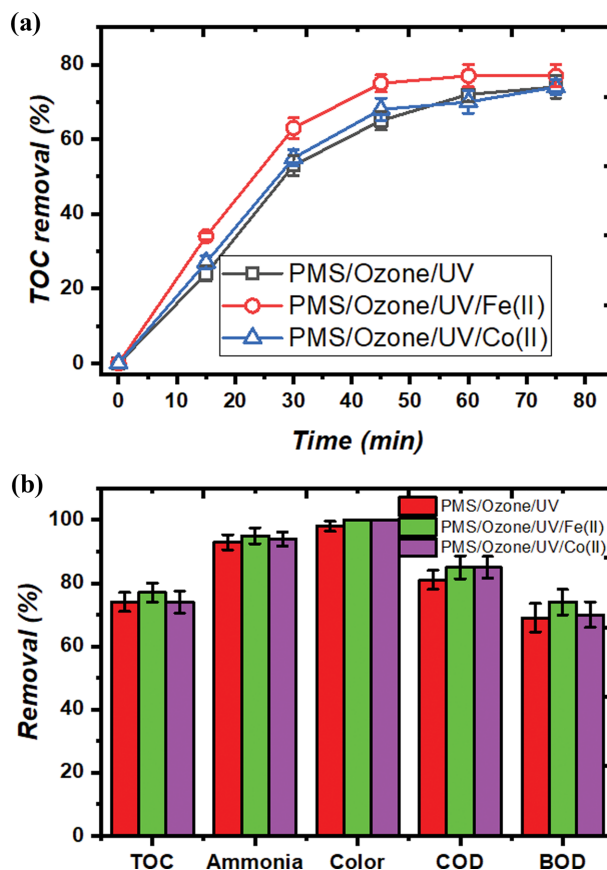 (a)
80
60
40
20
0
TOC removal (%)
PMS/Ozone/UV
PMS/Ozone/UV/Fe(II)
PMS/Ozone/UV/Co(II)
0 10 20 30 40 50 60 70 80
Time (min)
(b)
100
80
60
40
20
0
Removal (%)
PMS/Ozone/UV
PMS/Ozone/UV/Fe(II)
PMS/Ozone/UV/Co(II)
TOC Ammonia Color COD BOD